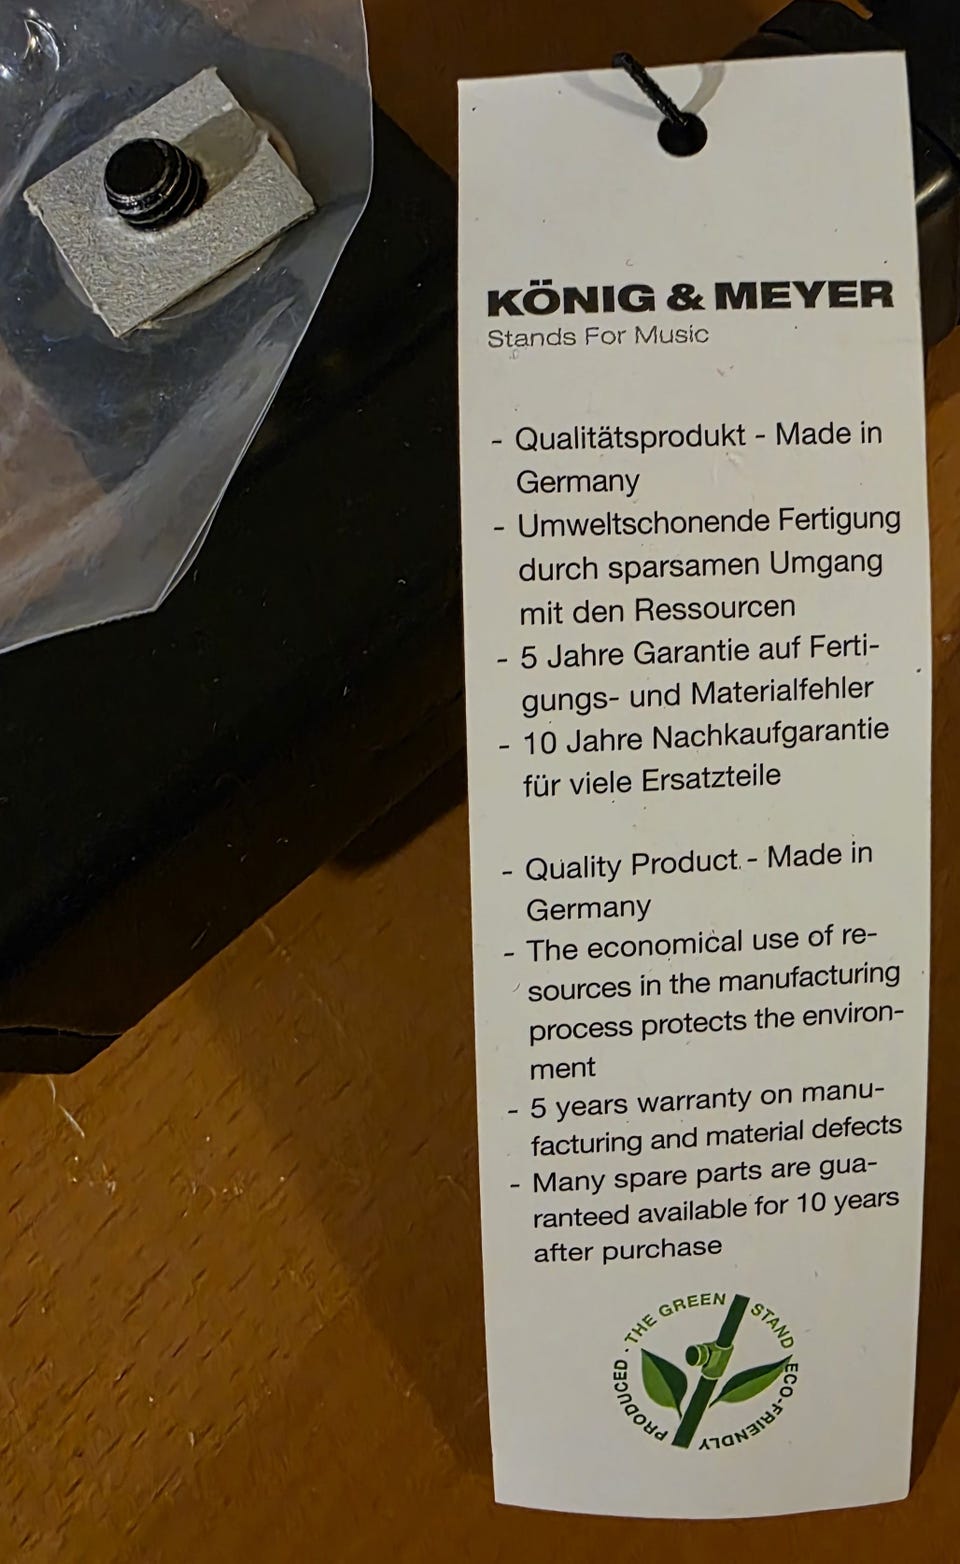 KÖNIG & MEYER
Stands For Music
- Qualitätsprodukt - Made in
Germany
- Umweltschonende Fertigung
durch sparsamen Umgang
mit den Ressourcen
- 5 Jahre Garantie auf Ferti-
gungs- und Materialfehler
- 10 Jahre Nachkaufgarantie
für viele Ersatzteile
- Quality Product - Made in
Germany
- The economical use of re-
sources in the manufacturing
process protects the environ-
ment
- 5 years warranty on manu-
facturing and material defects
- Many spare parts are gua-
ranteed available for 10 years
after purchase
THE GREEN STAND ECO-FRIENDLY PRODUCED ·